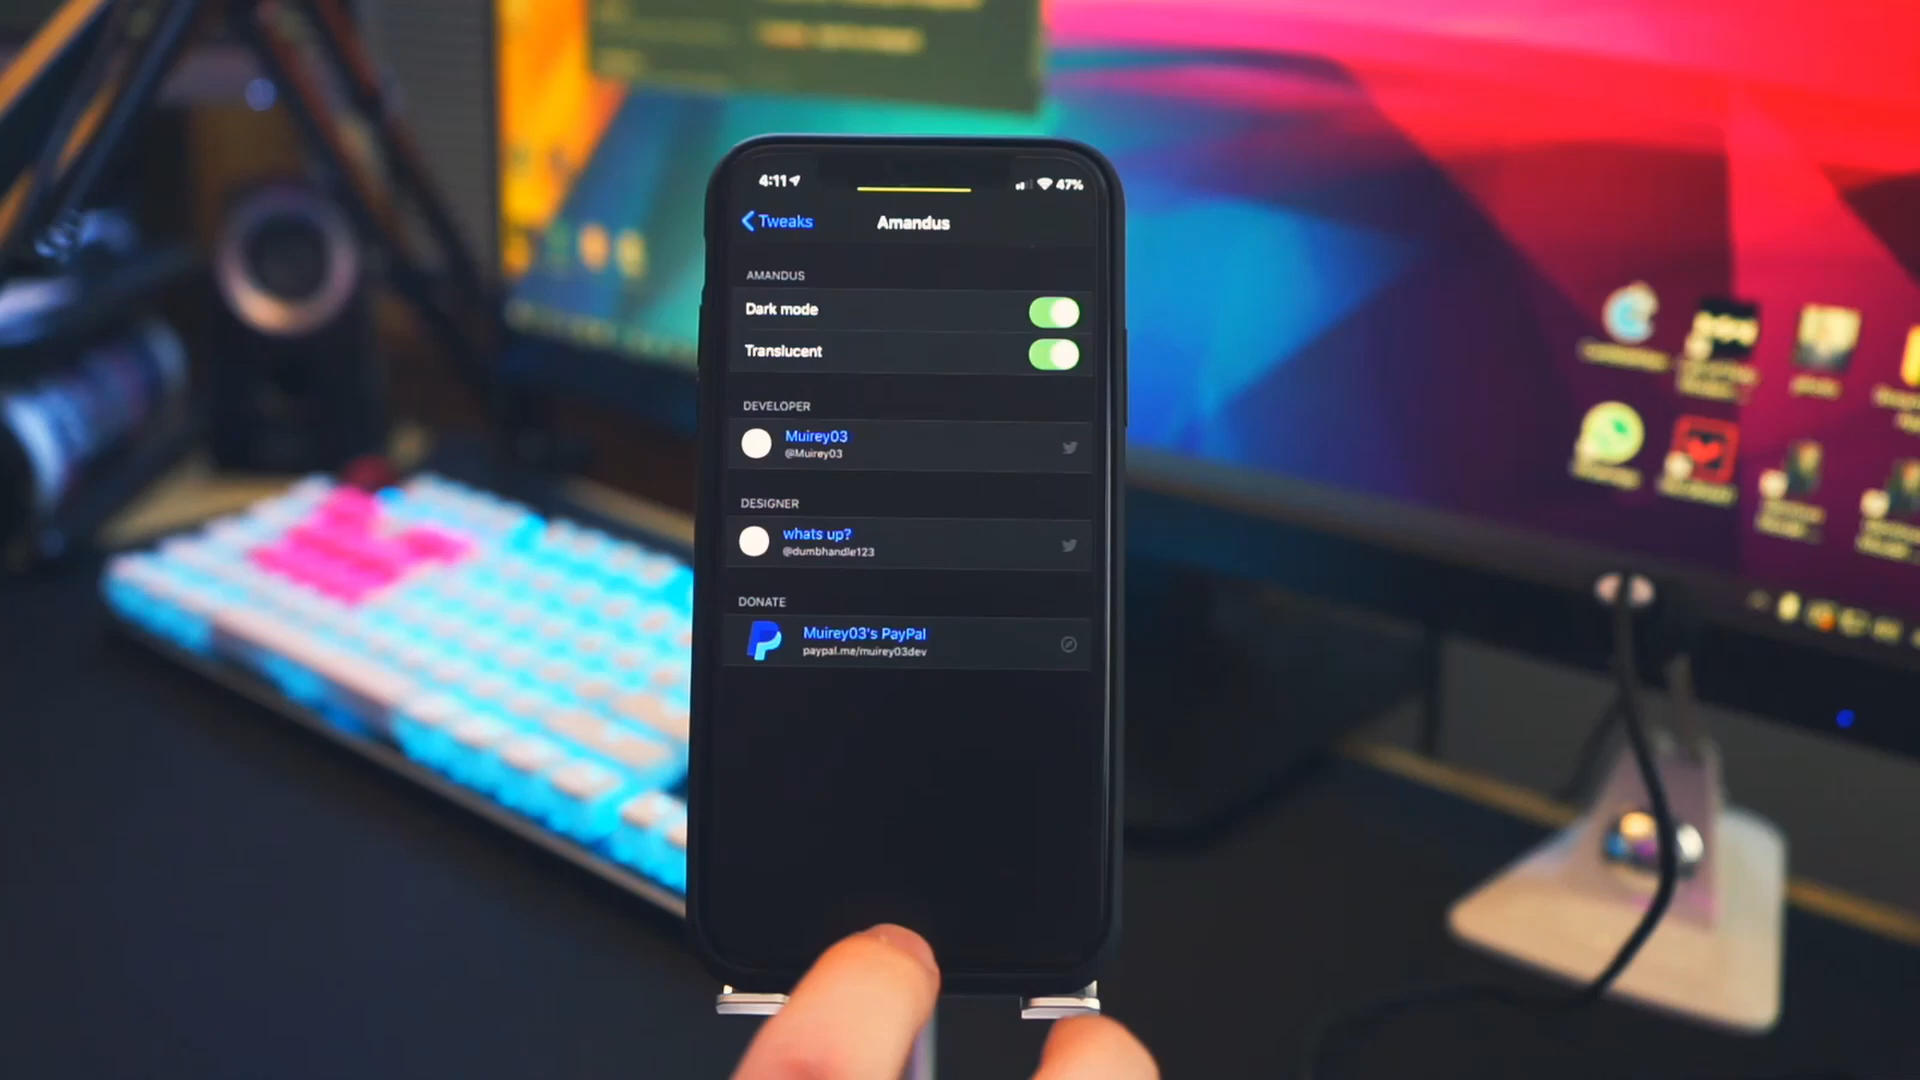 4:11
47%
Tweaks
Amandus
AMANDUS
Dark mode
Translucent
DEVELOPER
Muirey03
@Muirey03
DESIGNER
whats up?
@dumbhandle123
DONATE
Muirey03's PayPal
paypal.me/muirey03dev